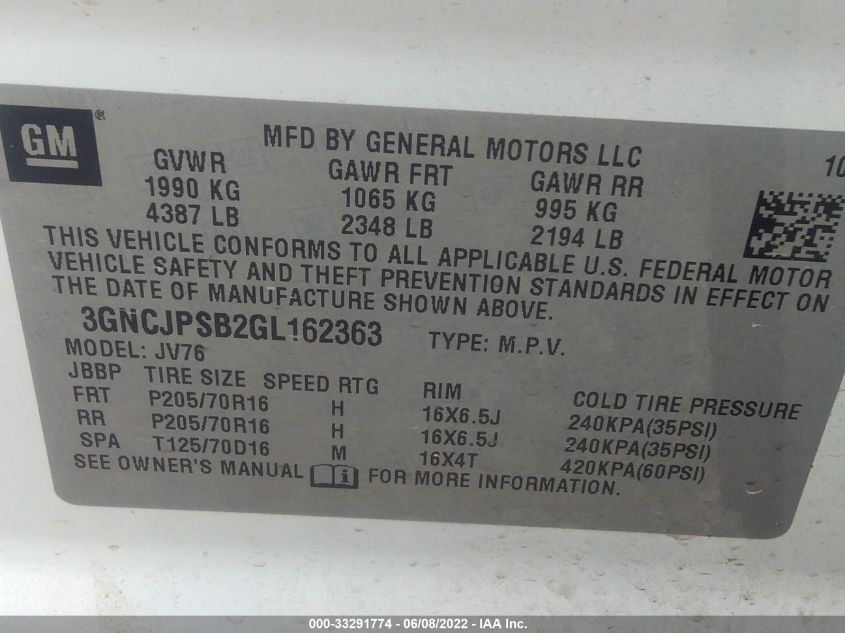 GM ®
MFD BY GENERAL MOTORS LLC 10
GVWR GAWR FRT GAWR RR
1990 KG 1065 KG 995 KG
4387 LB 2348 LB 2194 LB
THIS VEHICLE CONFORMS TO ALL APPLICABLE U.S. FEDERAL MOTOR
VEHICLE SAFETY AND THEFT PREVENTION STANDARDS IN EFFECT ON
THE DATE OF MANUFACTURE SHOWN ABOVE.
3GNCJPSB2GL162363 TYPE: M.P.V.
MODEL: JV76
JBBP TIRE SIZE SPEED RTG RIM COLD TIRE PRESSURE
FRT P205/70R16 H 16X6.5J 240KPA(35PSI)
RR P205/70R16 H 16X6.5J 240KPA(35PSI)
SPA T125/70D16 M 16X4T 420KPA(60PSI)
SEE OWNER'S MANUAL i FOR MORE INFORMATION.
000-33291774 - 06/08/2022 - IAA Inc.